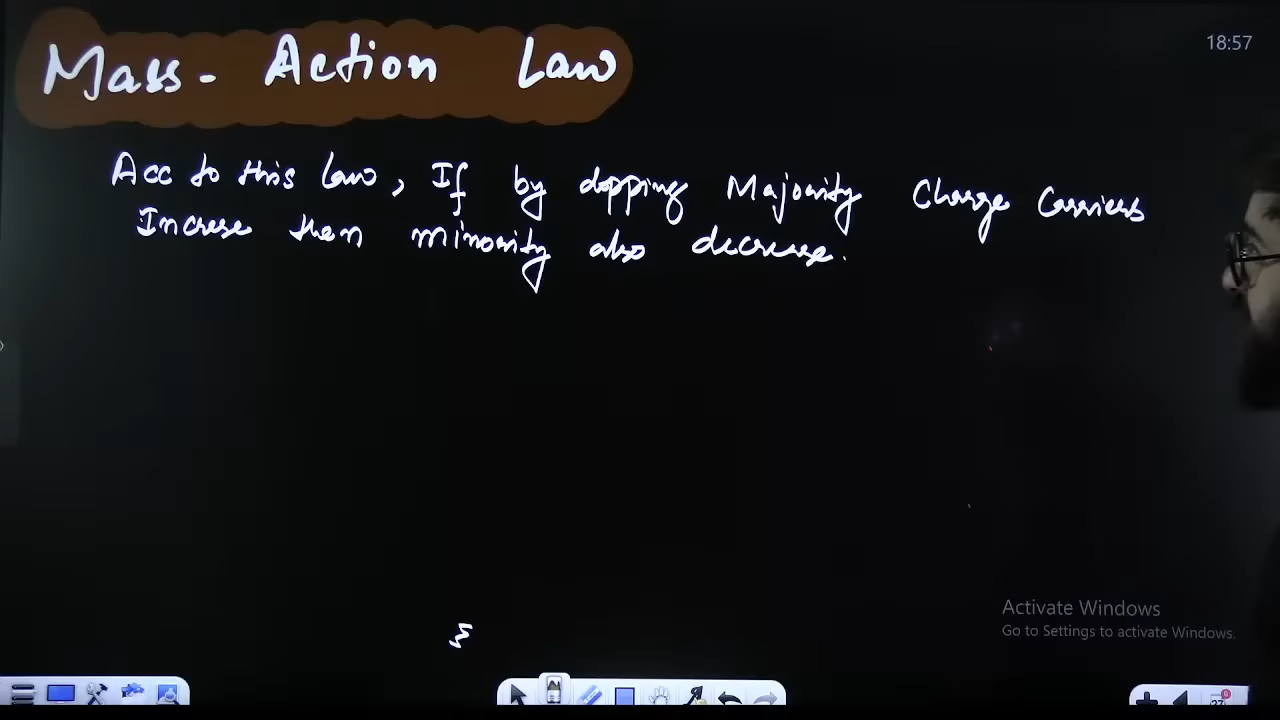 18:57
Mass - Action Law
Acc to this Law, If by dopping Majority Charge Carriers
Increse then minority also decrease.
Activate Windows
Go to Settings to activate Windows.